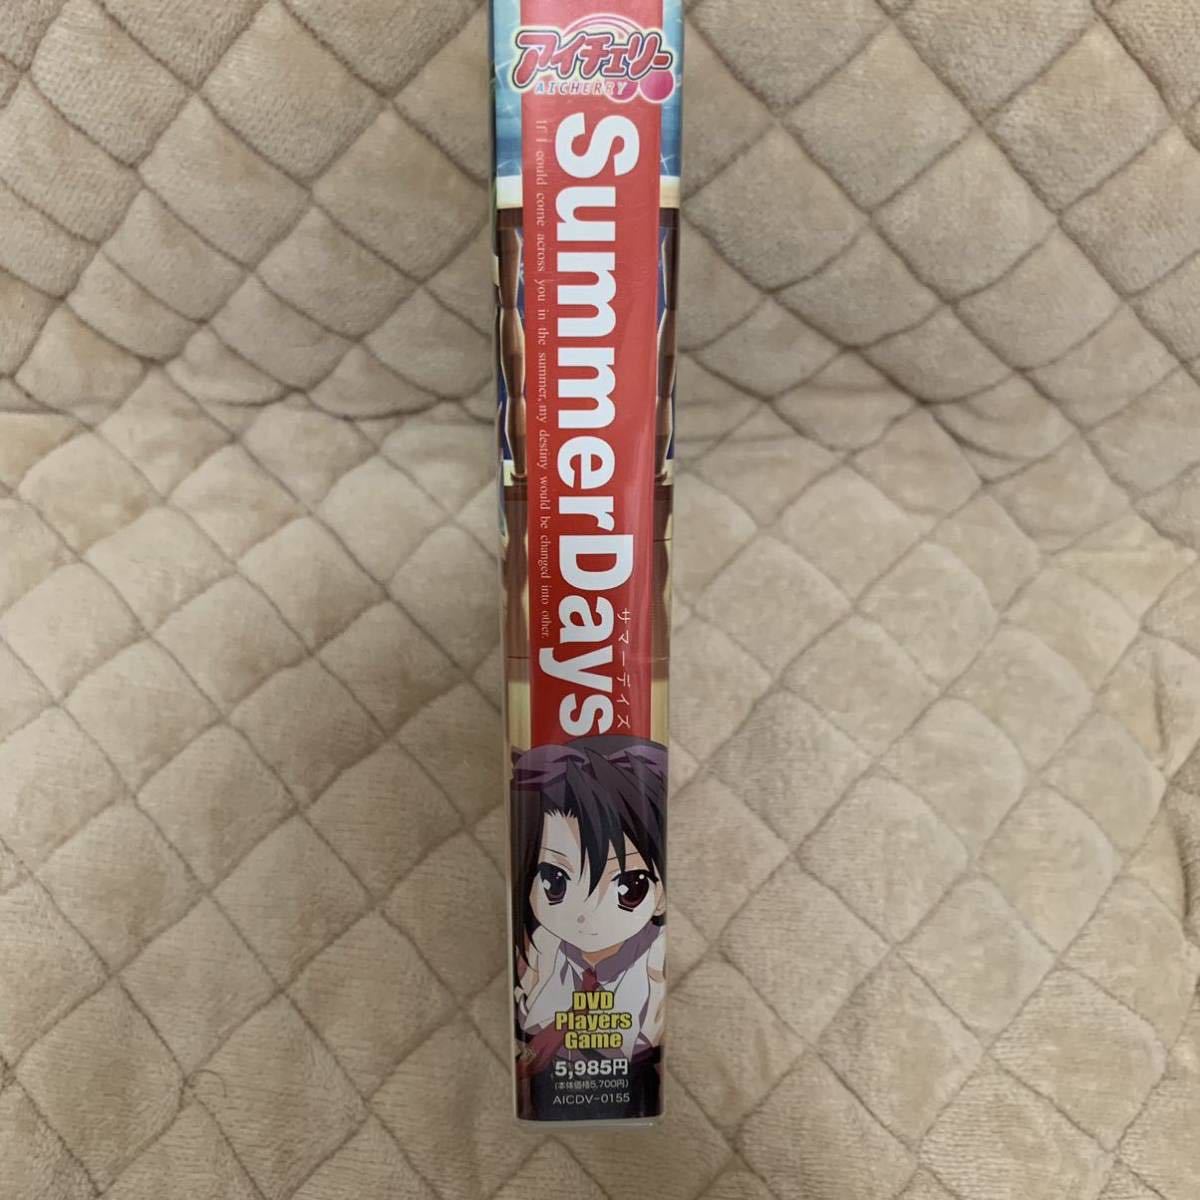 アイチェリー
AICHERRY
SummerDays
サマーデイズ
If I could come across you in the summer, my destiny would be changed into other.
DVD
Players
Game
5,985円
(本体価格5,700円)
AICDV-0155